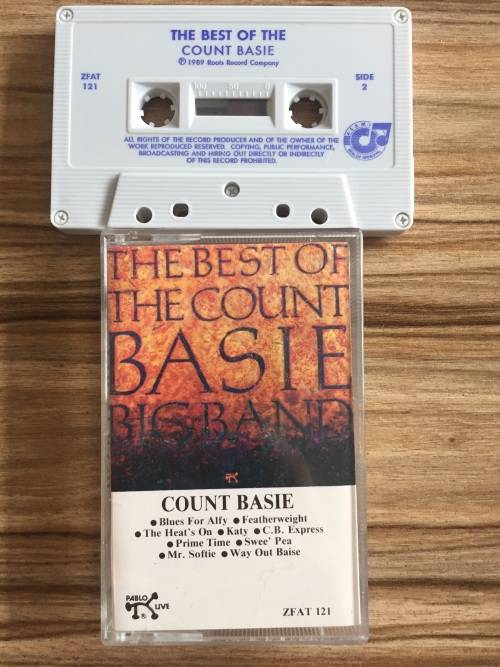 THE BEST OF THE
COUNT BASIE
℗ 1989 Roots Record Company
ZFAT
121
SIDE
2
100 50 0
ALL RIGHTS OF THE RECORD PRODUCER AND OF THE OWNER OF THE
WORK REPRODUCED RESERVED. COPYING, PUBLIC PERFORMANCE,
BROADCASTING AND HIRING OUT DIRECTLY OR INDIRECTLY
OF THIS RECORD PROHIBITED.
THE BEST OF
THE COUNT
BASIE
BIG BAND
COUNT BASIE
● Blues For Alfy ● Featherweight
● The Heat's On ● Katy ● C.B. Express
● Prime Time ● Swee' Pea
● Mr. Softie ● Way Out Baise
PABLO LIVE
®
ZFAT 121